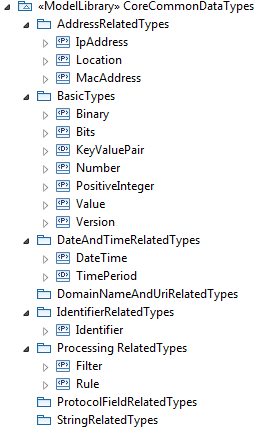 «ModelLibrary» CoreCommonDataTypes
AddressRelatedTypes
<P> IpAddress
<D> Location
<P> MacAddress
BasicTypes
<P> Binary
<P> Bits
<D> KeyValuePair
<P> Number
<P> PositiveInteger
<P> Value
<P> Version
DateAndTimeRelatedTypes
<P> DateTime
<D> TimePeriod
DomainNameAndUriRelatedTypes
IdentifierRelatedTypes
<P> Identifier
Processing RelatedTypes
<P> Filter
<P> Rule
ProtocolFieldRelatedTypes
StringRelatedTypes